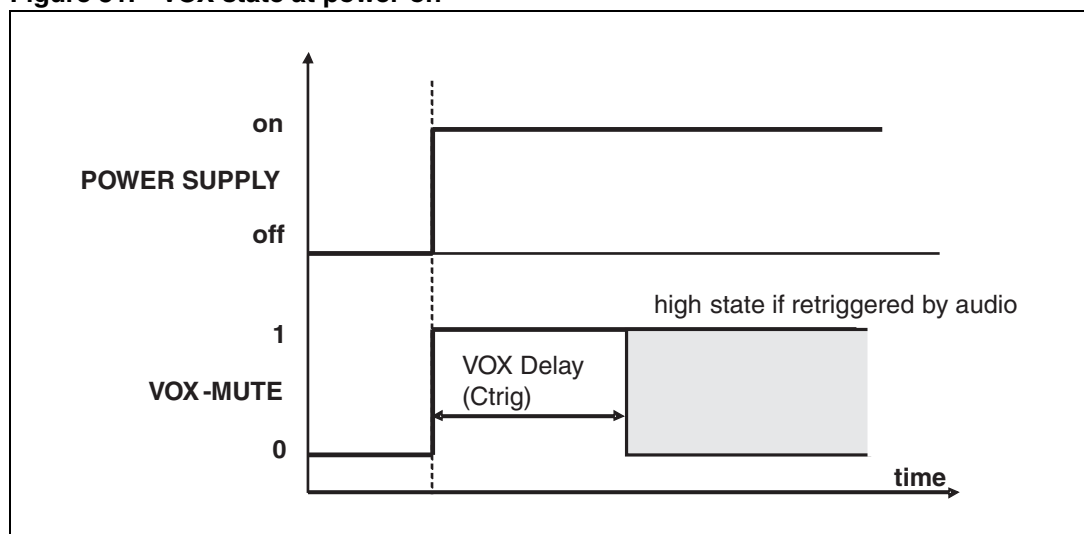 on
POWER SUPPLY
off
high state if retriggered by audio
1
VOX Delay
(Ctrig)
VOX-MUTE
0
time